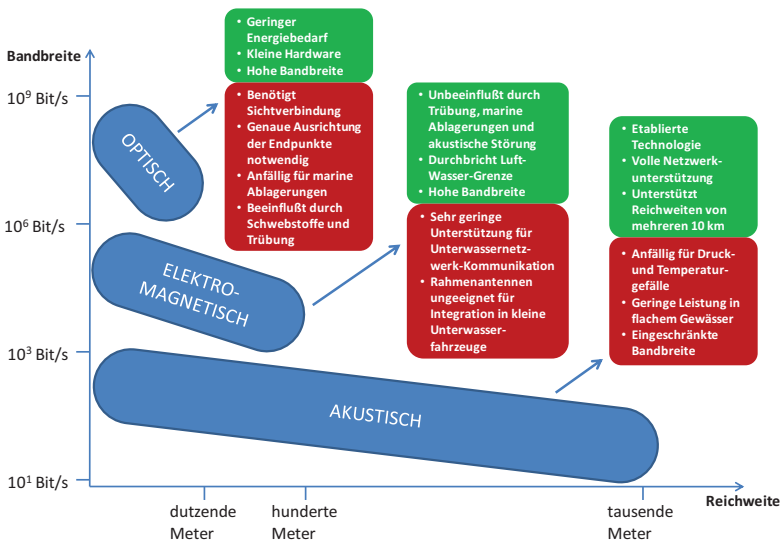 Bandbreite
10⁹ Bit/s
10⁶ Bit/s
10³ Bit/s
10¹ Bit/s
OPTISCH
• Geringer
Energiebedarf
• Kleine Hardware
• Hohe Bandbreite
• Benötigt
Sichtverbindung
• Genaue Ausrichtung
der Endpunkte
notwendig
• Anfällig für marine
Ablagerungen
• Beeinflußt durch
Schwebstoffe und
Trübung
ELEKTRO-
MAGNETISCH
• Unbeeinflußt durch
Trübung, marine
Ablagerungen und
akustische Störung
• Durchbricht Luft-
Wasser-Grenze
• Hohe Bandbreite
• Sehr geringe
Unterstützung für
Unterwassernetz-
werk-Kommunikation
• Rahmenantennen
ungeeignet für
Integration in kleine
Unterwasser-
fahrzeuge
AKUSTISCH
• Etablierte
Technologie
• Volle Netzwerk-
unterstützung
• Unterstützt
Reichweiten von
mehreren 10 km
• Anfällig für Druck-
und Temperatur-
gefälle
• Geringe Leistung in
flachem Gewässer
• Eingeschränkte
Bandbreite
Reichweite
dutzende
Meter
hunderte
Meter
tausende
Meter